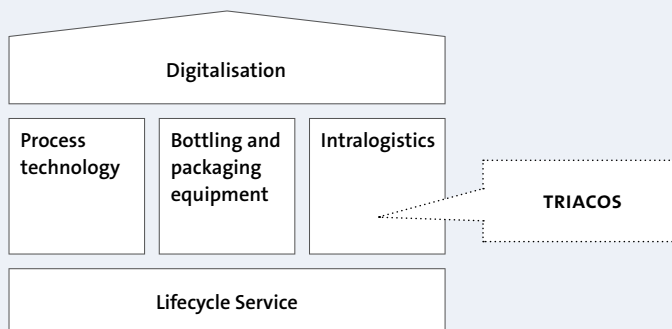 Digitalisation
Process
technology
Bottling and
packaging
equipment
Intralogistics
TRIACOS
Lifecycle Service